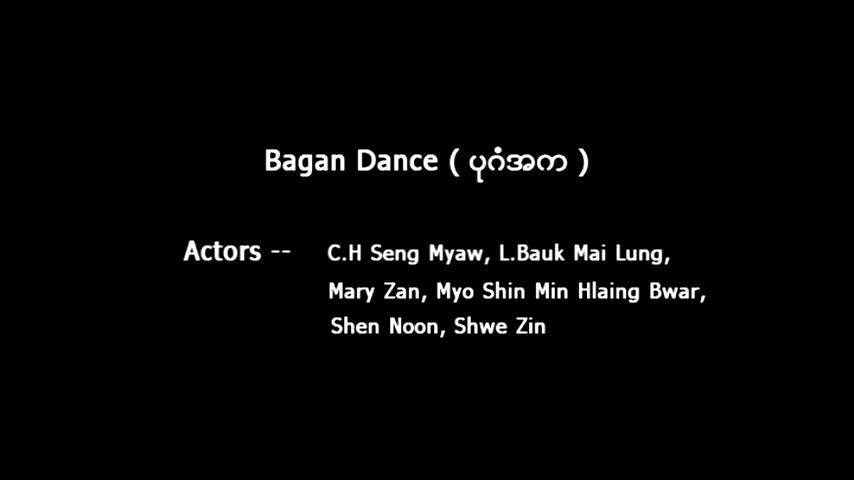 Bagan Dance ( ပုဂံအက )
Actors -- C.H Seng Myaw, L.Bauk Mai Lung,
Mary Zan, Myo Shin Min Hlaing Bwar,
Shen Noon, Shwe Zin